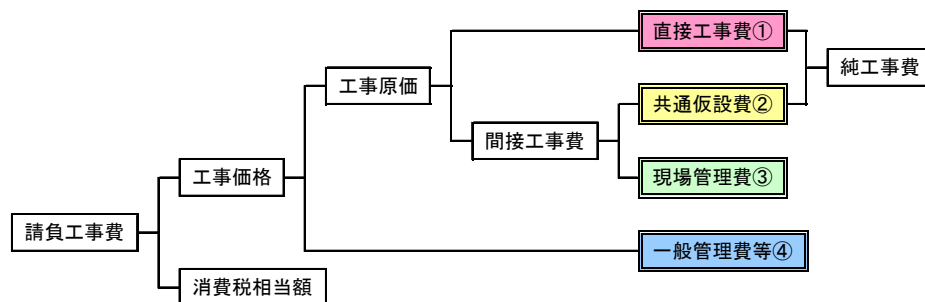 直接工事費①
純工事費
工事原価
共通仮設費②
間接工事費
工事価格
現場管理費③
請負工事費
一般管理費等④
消費税相当額